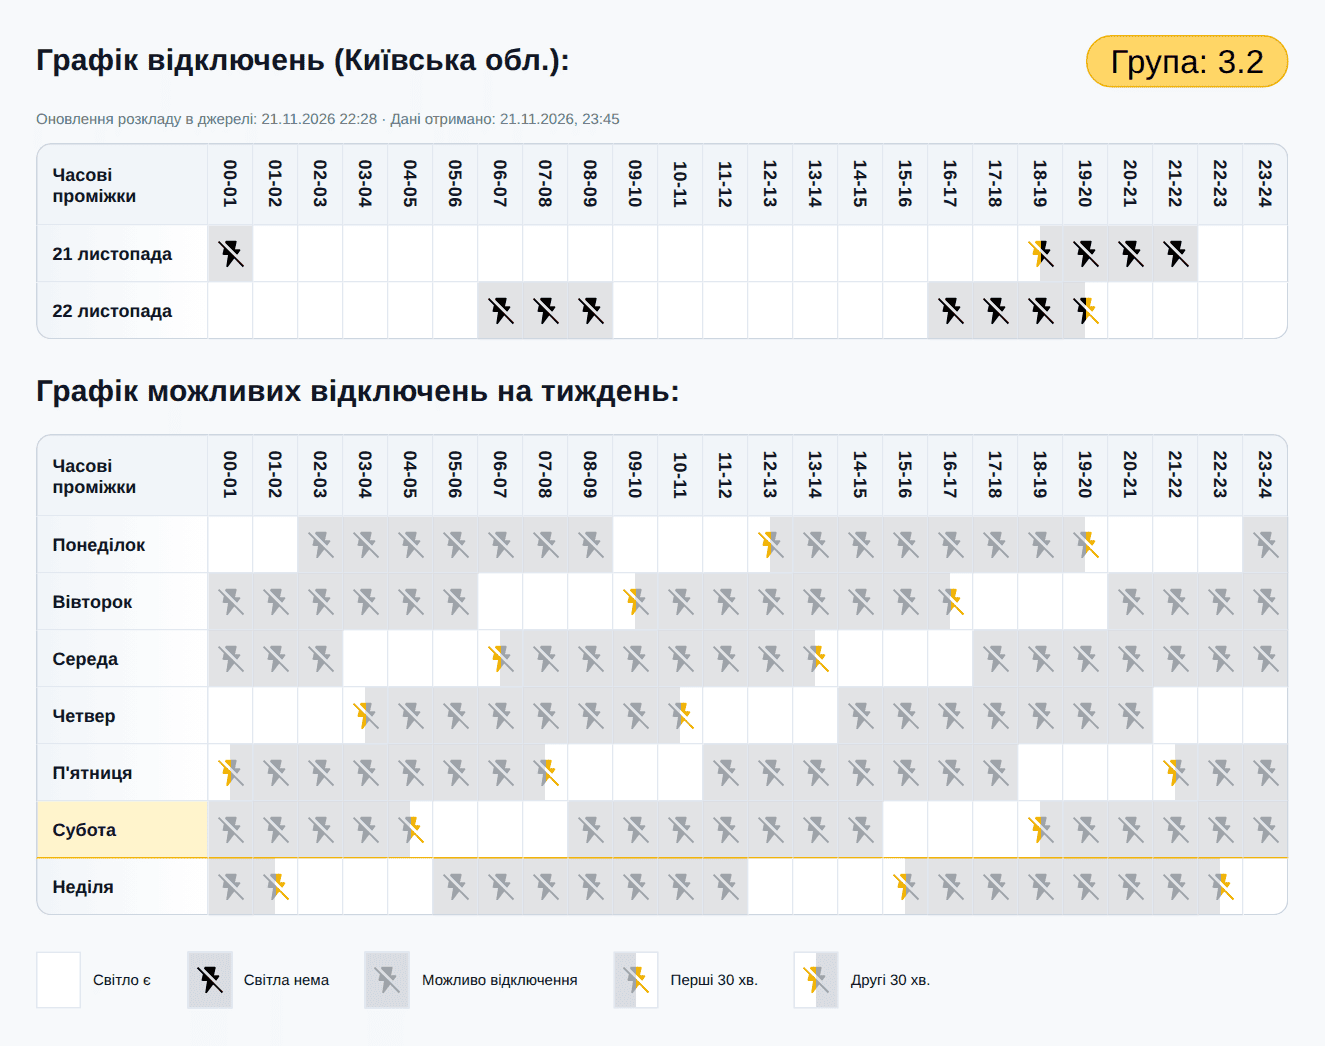 Графік відключень (Київська обл.):
Група: 3.2
Оновлення розкладу в джерелі: 21.11.2026 22:28 · Дані отримано: 21.11.2026, 23:45
Часові проміжки 00-01 01-02 02-03 03-04 04-05 05-06 06-07 07-08 08-09 09-10 10-11 11-12 12-13 13-14 14-15 15-16 16-17 17-18 18-19 19-20 20-21 21-22 22-23 23-24
21 листопада
22 листопада
Графік можливих відключень на тиждень:
Часові проміжки 00-01 01-02 02-03 03-04 04-05 05-06 06-07 07-08 08-09 09-10 10-11 11-12 12-13 13-14 14-15 15-16 16-17 17-18 18-19 19-20 20-21 21-22 22-23 23-24
Понеділок
Вівторок
Середа
Четвер
П'ятниця
Субота
Неділя
Світло є Світла нема Можливо відключення Перші 30 хв. Другі 30 хв.